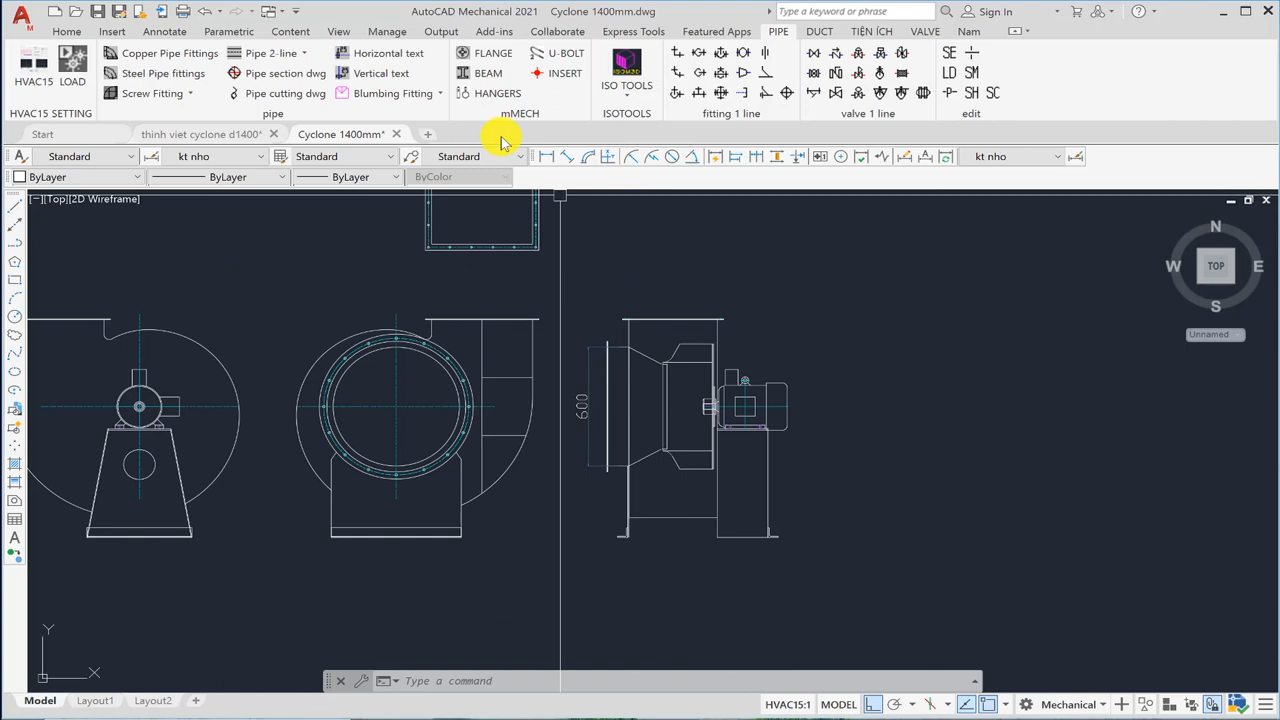 AutoCAD Mechanical 2021 Cyclone 1400mm.dwg Type a keyword or phrase Sign In
Home Insert Annotate Parametric Content View Manage Output Add-ins Collaborate Express Tools Featured Apps PIPE DUCT TIỆN ÍCH VALVE Nam
Copper Pipe Fittings Pipe 2-line Horizontal text FLANGE U-BOLT SE
HVAC15 LOAD Steel Pipe fittings Pipe section dwg Vertical text BEAM INSERT ISO TOOLS LD SM
Screw Fitting Pipe cutting dwg Blumbing Fitting HANGERS -P- SH SC
HVAC15 SETTING pipe mMECH ISOTOOLS fitting 1 line valve 1 line edit
Start thinh viet cyclone d1400* Cyclone 1400mm*
Standard kt nho Standard Standard kt nho
ByLayer ByLayer ByLayer ByColor
[−][Top][2D Wireframe]
N
W TOP E
S
Unnamed
600
Y
X
Type a command
Model Layout1 Layout2 HVAC15:1 MODEL Mechanical